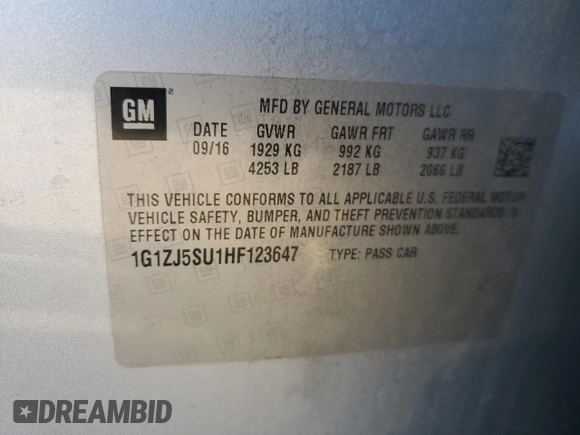 GM
MFD BY GENERAL MOTORS LLC
DATE GVWR GAWR FRT GAWR RR
09/16 1929 KG 992 KG 937 KG
4253 LB 2187 LB 2066 LB
THIS VEHICLE CONFORMS TO ALL APPLICABLE U.S. FEDERAL MOTOR
VEHICLE SAFETY, BUMPER, AND THEFT PREVENTION STANDARDS IN
EFFECT ON THE DATE OF MANUFACTURE SHOWN ABOVE.
1G1ZJ5SU1HF123647 TYPE: PASS CAR
DREAMBID